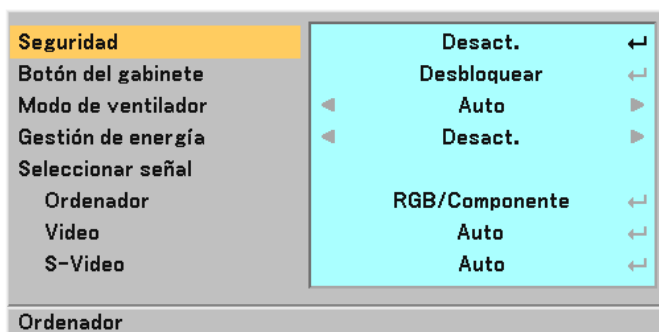 Seguridad Desact.
Botón del gabinete Desbloquear
Modo de ventilador Auto
Gestión de energía Desact.
Seleccionar señal
Ordenador RGB/Componente
Video Auto
S-Video Auto
Ordenador